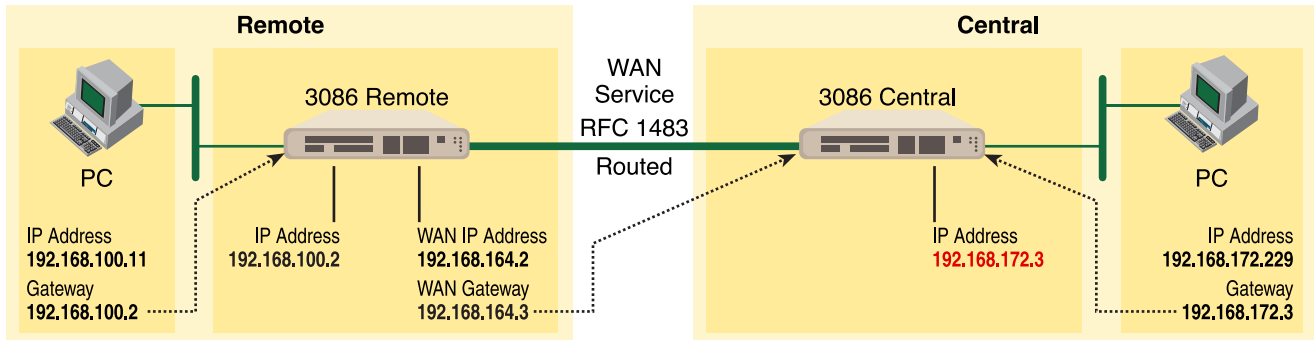 Remote
Central
3086 Remote
WAN
Service
RFC 1483
Routed
3086 Central
PC
PC
IP Address
192.168.100.11
Gateway
192.168.100.2
IP Address
192.168.100.2
WAN IP Address
192.168.164.2
WAN Gateway
192.168.164.3
IP Address
192.168.172.3
IP Address
192.168.172.229
Gateway
192.168.172.3